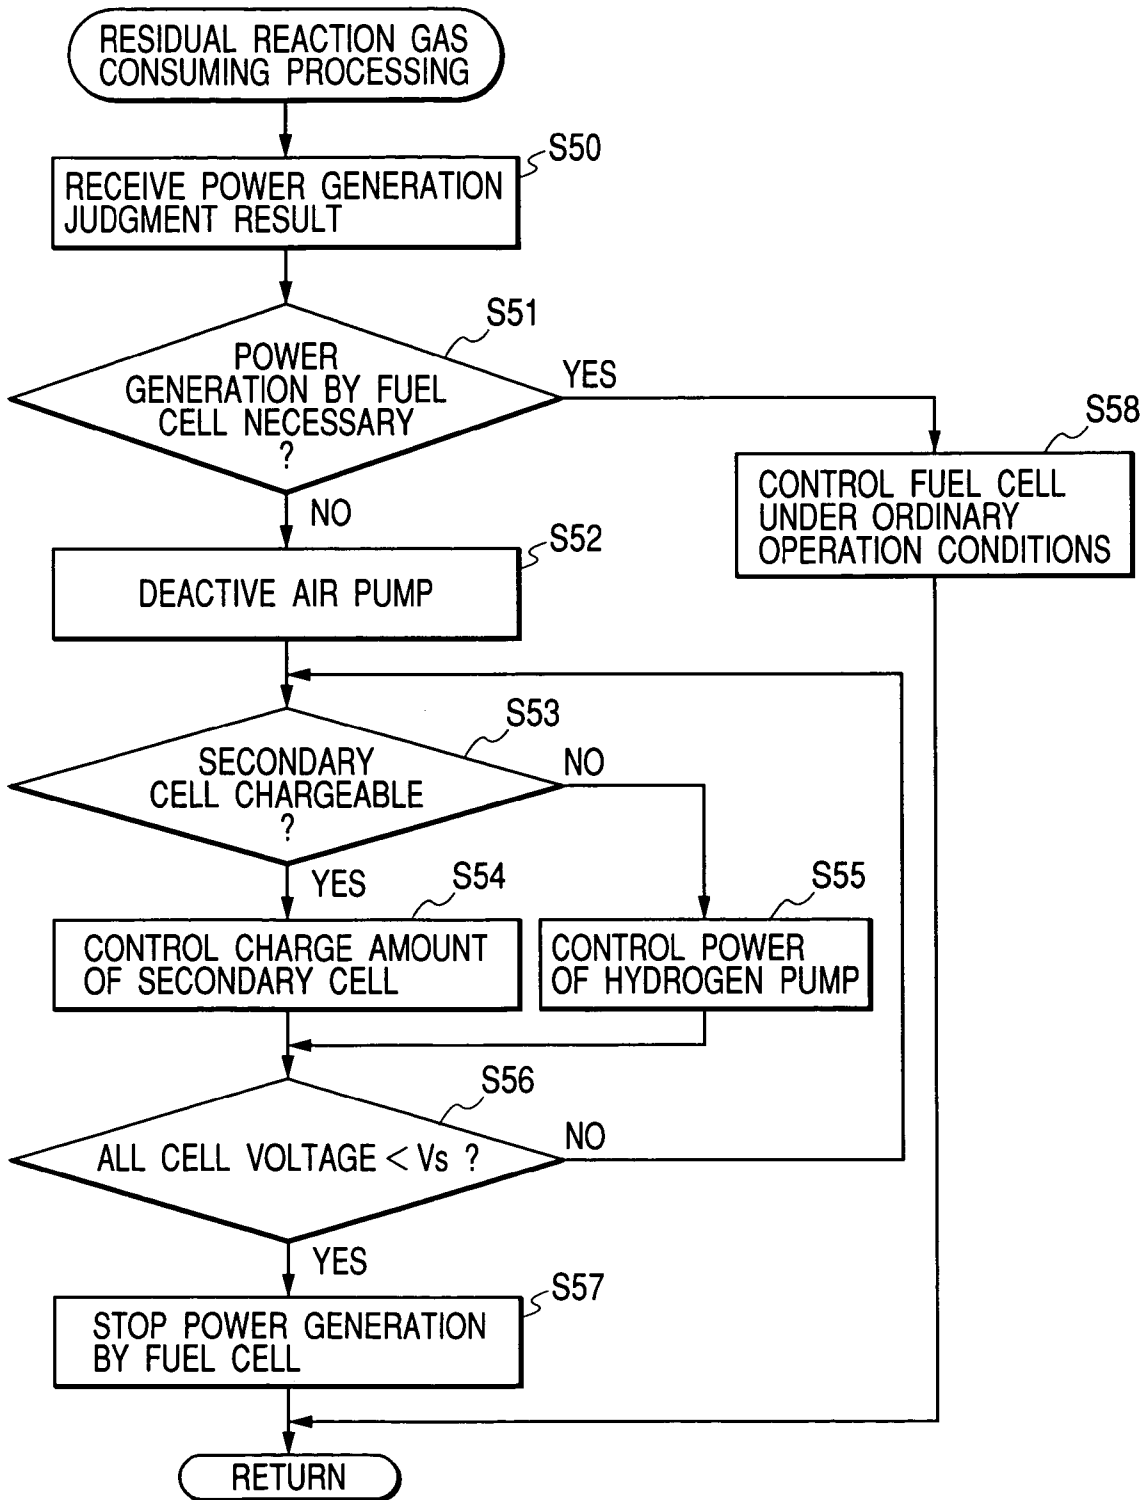 RESIDUAL REACTION GAS
CONSUMING PROCESSING
S50
RECEIVE POWER GENERATION
JUDGMENT RESULT
S51
POWER
GENERATION BY FUEL
CELL NECESSARY
?
YES
NO
S58
CONTROL FUEL CELL
UNDER ORDINARY
OPERATION CONDITIONS
S52
DEACTIVE AIR PUMP
S53
SECONDARY
CELL CHARGEABLE
?
NO
YES
S54
CONTROL CHARGE AMOUNT
OF SECONDARY CELL
S55
CONTROL POWER
OF HYDROGEN PUMP
S56
ALL CELL VOLTAGE < Vs ?
NO
YES
S57
STOP POWER GENERATION
BY FUEL CELL
RETURN